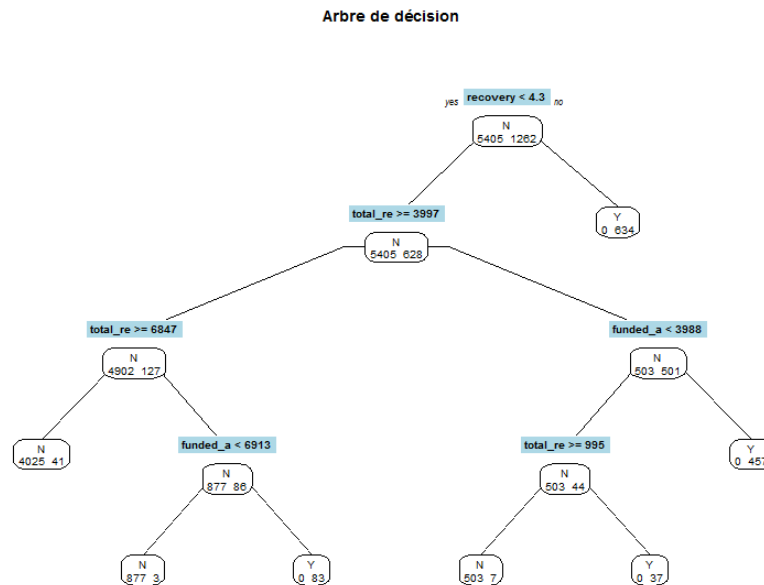 Arbre de décision
yes recovery < 4.3 no
N
5405 1262
total_re >= 3997
Y
0 634
N
5405 628
total_re >= 6847
funded_a < 3988
N
4902 127
N
503 501
N
4025 41
funded_a < 6913
total_re >= 995
Y
0 457
N
877 86
N
503 44
N
877 3
Y
0 83
N
503 7
Y
0 37